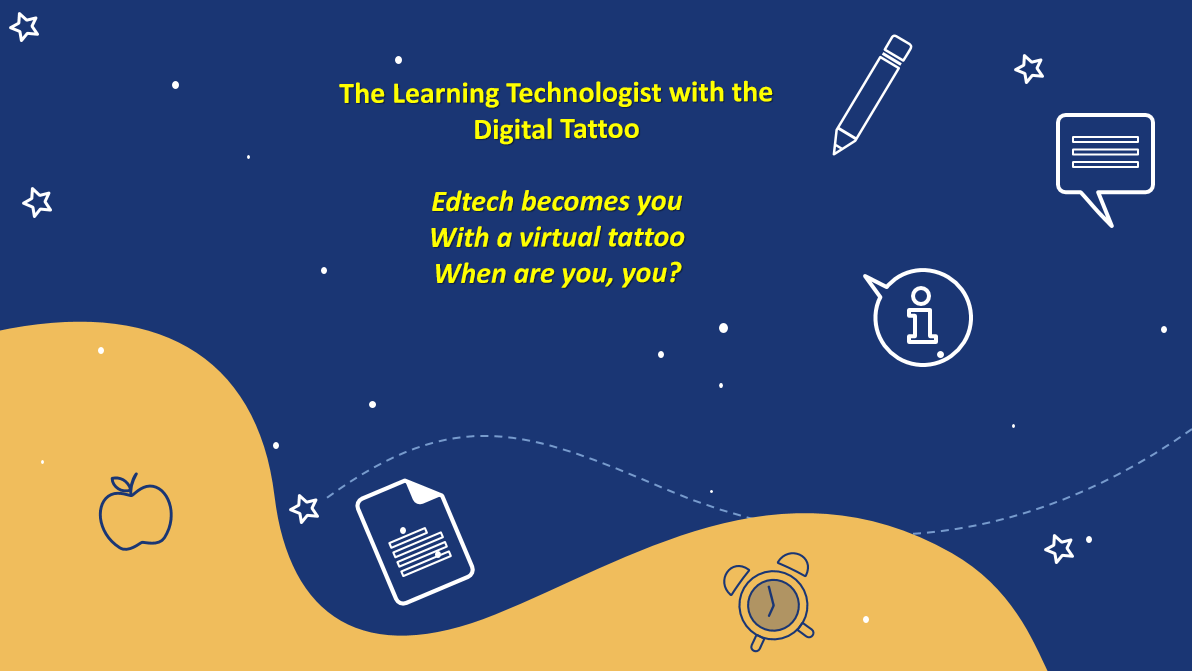 The Learning Technologist with the
Digital Tattoo
Edtech becomes you
With a virtual tattoo
When are you, you?